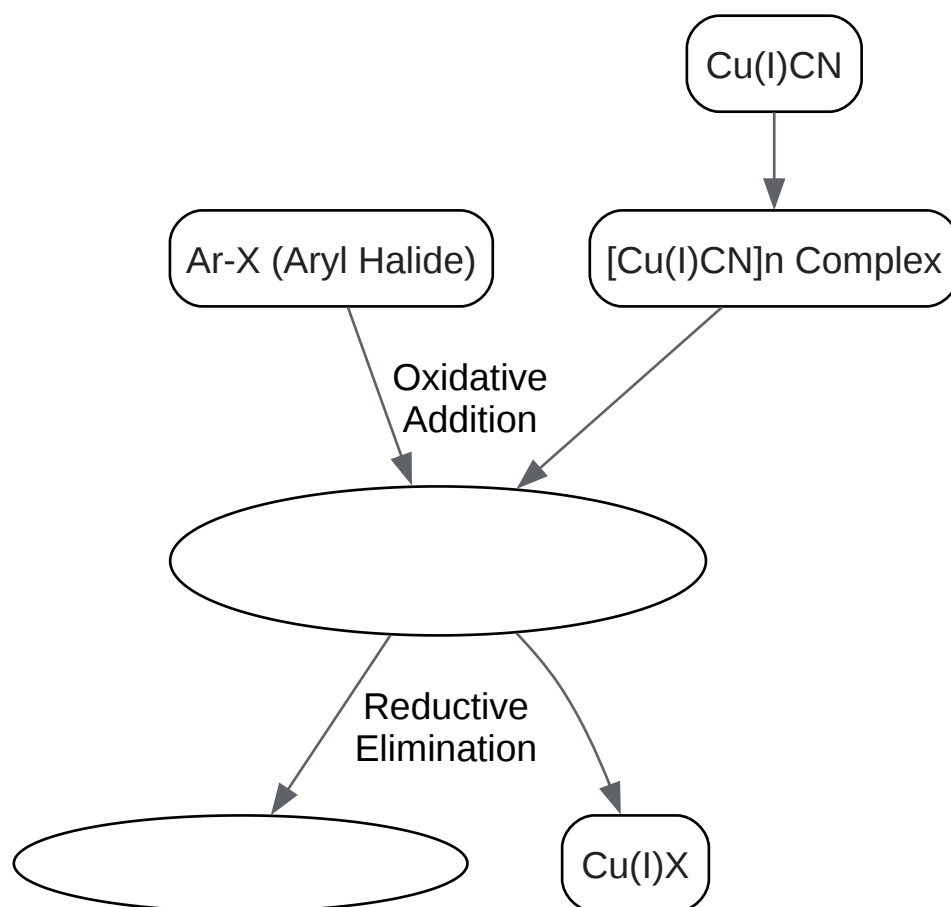 Cu(I)CN
Ar-X (Aryl Halide)
[Cu(I)CN]n Complex
Oxidative
Addition
Reductive
Elimination
Cu(I)X